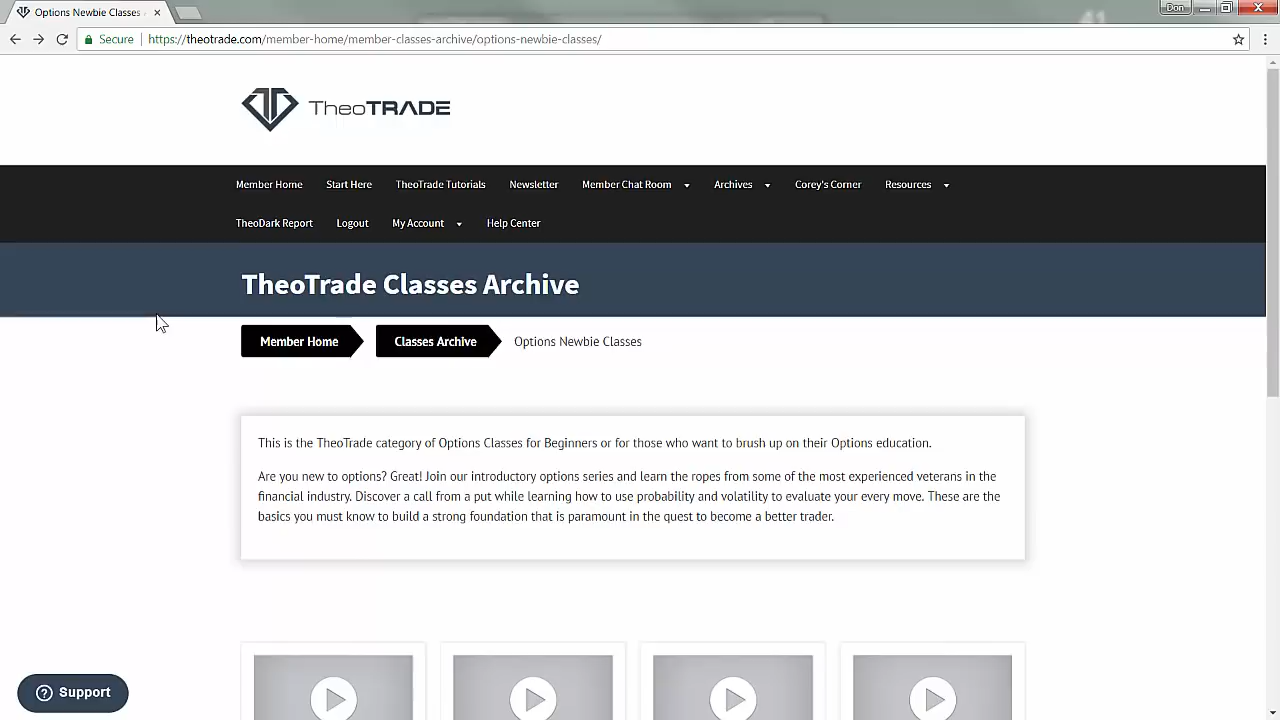 Options Newbie Classes
Don
Secure
https://theotrade.com/member-home/member-classes-archive/options-newbie-classes/
TheoTRADE
Member Home
Start Here
TheoTrade Tutorials
Newsletter
Member Chat Room
Archives
Corey's Corner
Resources
TheoDark Report
Logout
My Account
Help Center
TheoTrade Classes Archive
Member Home
Classes Archive
Options Newbie Classes
This is the TheoTrade category of Options Classes for Beginners or for those who want to brush up on their Options education.
Are you new to options? Great! Join our introductory options series and learn the ropes from some of the most experienced veterans in the
financial industry. Discover a call from a put while learning how to use probability and volatility to evaluate your every move. These are the
basics you must know to build a strong foundation that is paramount in the quest to become a better trader.
Support